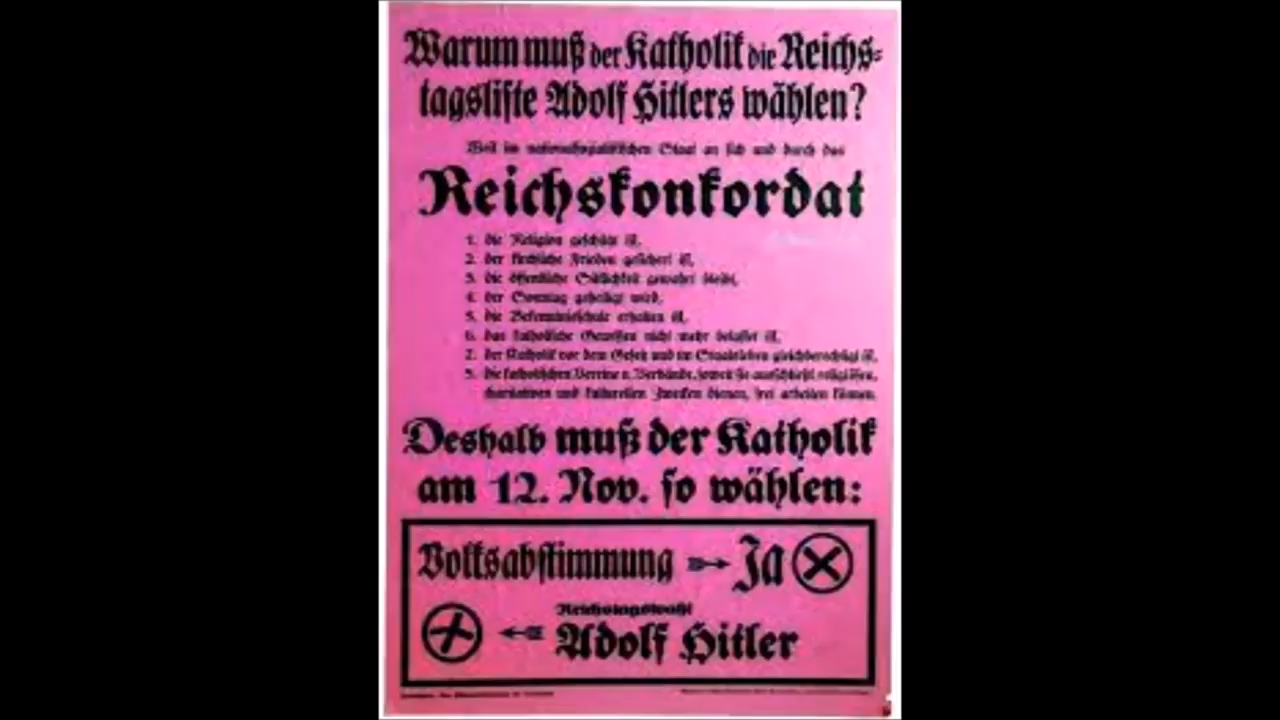 Warum muß der Katholik die Reichs-
tagsliste Adolf Hitlers wählen?
Weil im nationalsozialistischen Staat an sich und durch das
Reichskonkordat
1. die Religion geschützt ist,
2. der kirchliche Frieden gesichert ist,
3. die öffentliche Sittlichkeit gewahrt bleibt,
4. der Sonntag geheiligt wird,
5. die Bekenntnisschule erhalten ist,
6. das katholische Gewissen nicht mehr belastet ist,
7. der Katholik vor dem Gesetz und im Staatsleben gleichberechtigt ist,
die katholischen Vereine u. Verbände, soweit sie ausschließl. religiösen,
charitativen und kulturellen Zwecken dienen, frei arbeiten können.
Deshalb muß der Katholik
am 12. Nov. so wählen:
Volksabstimmung Ja
Reichstagswahl
Adolf Hitler